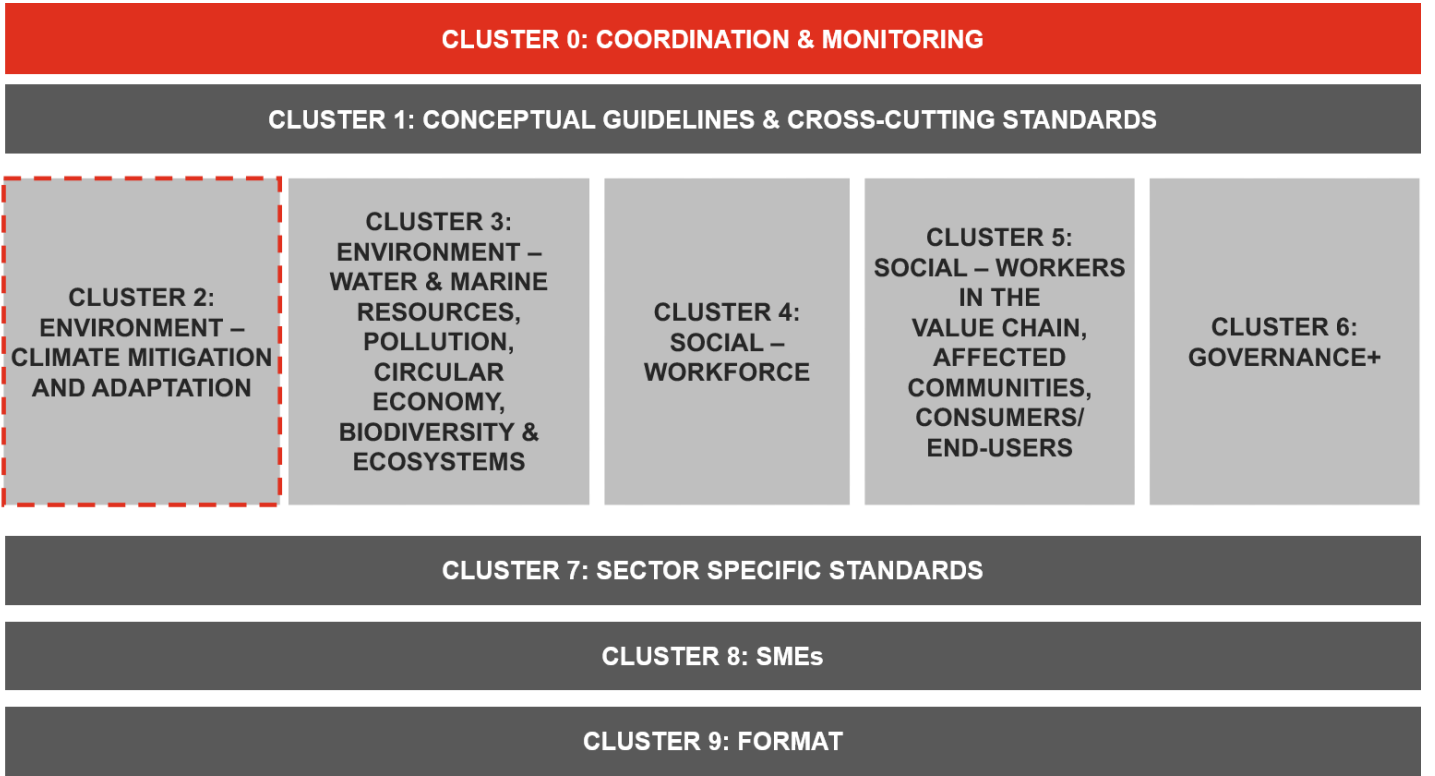 CLUSTER 0: COORDINATION & MONITORING
CLUSTER 1: CONCEPTUAL GUIDELINES & CROSS-CUTTING STANDARDS
CLUSTER 2:
ENVIRONMENT –
CLIMATE MITIGATION
AND ADAPTATION
CLUSTER 3:
ENVIRONMENT –
WATER & MARINE
RESOURCES,
POLLUTION,
CIRCULAR
ECONOMY,
BIODIVERSITY &
ECOSYSTEMS
CLUSTER 4:
SOCIAL –
WORKFORCE
CLUSTER 5:
SOCIAL – WORKERS
IN THE
VALUE CHAIN,
AFFECTED
COMMUNITIES,
CONSUMERS/
END-USERS
CLUSTER 6:
GOVERNANCE+
CLUSTER 7: SECTOR SPECIFIC STANDARDS
CLUSTER 8: SMEs
CLUSTER 9: FORMAT